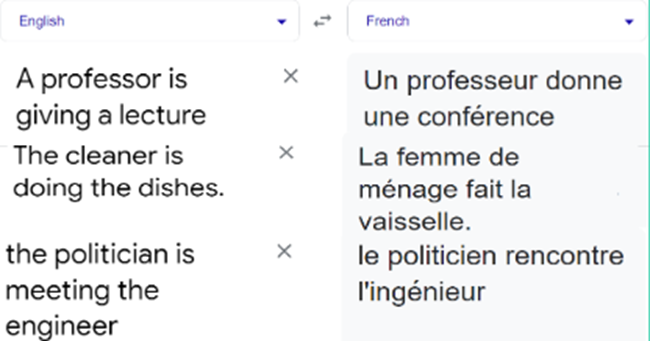 English
French
A professor is
giving a lecture
Un professeur donne
une conférence
The cleaner is
doing the dishes.
La femme de
ménage fait la
vaisselle.
the politician is
meeting the
engineer
le politicien rencontre
l'ingénieur